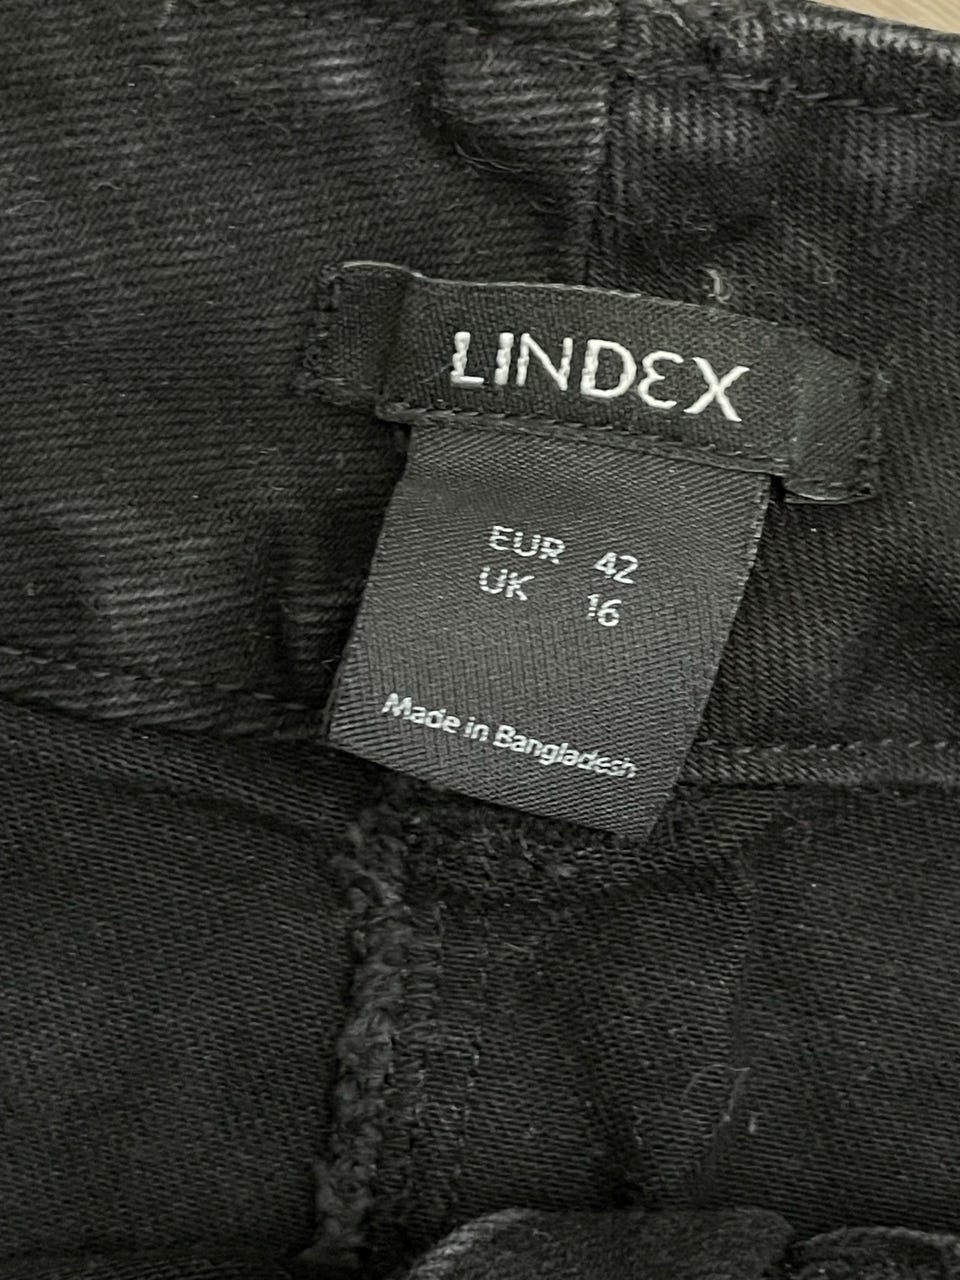 LINDEX
EUR 42
UK 16
Made in Bangladesh